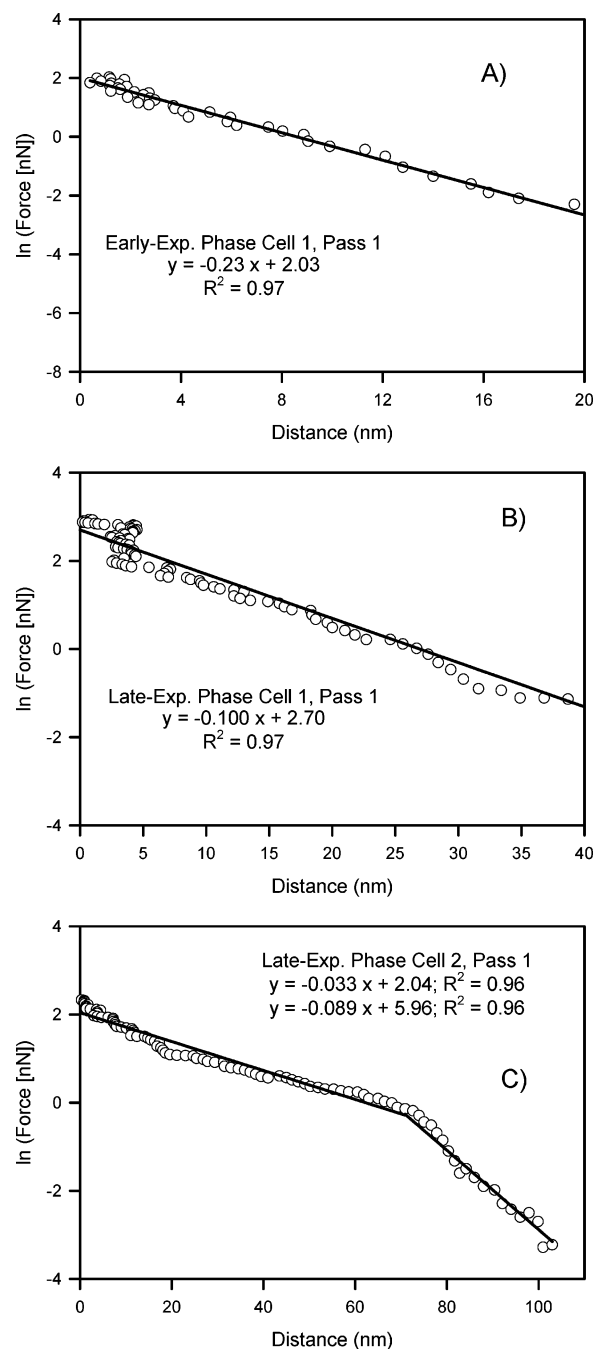 4
2
0
-2
-4
-6
-8
ln (Force [nN])
A)
Early-Exp. Phase Cell 1, Pass 1
y = -0.23 x + 2.03
R² = 0.97
0 4 8 12 16 20
Distance (nm)
4
2
0
-2
-4
ln (Force [nN])
B)
Late-Exp. Phase Cell 1, Pass 1
y = -0.100 x + 2.70
R² = 0.97
0 5 10 15 20 25 30 35 40
Distance (nm)
4
2
0
-2
-4
ln (Force [nN])
Late-Exp. Phase Cell 2, Pass 1
y = -0.033 x + 2.04; R² = 0.96
y = -0.089 x + 5.96; R² = 0.96
C)
0 20 40 60 80 100
Distance (nm)